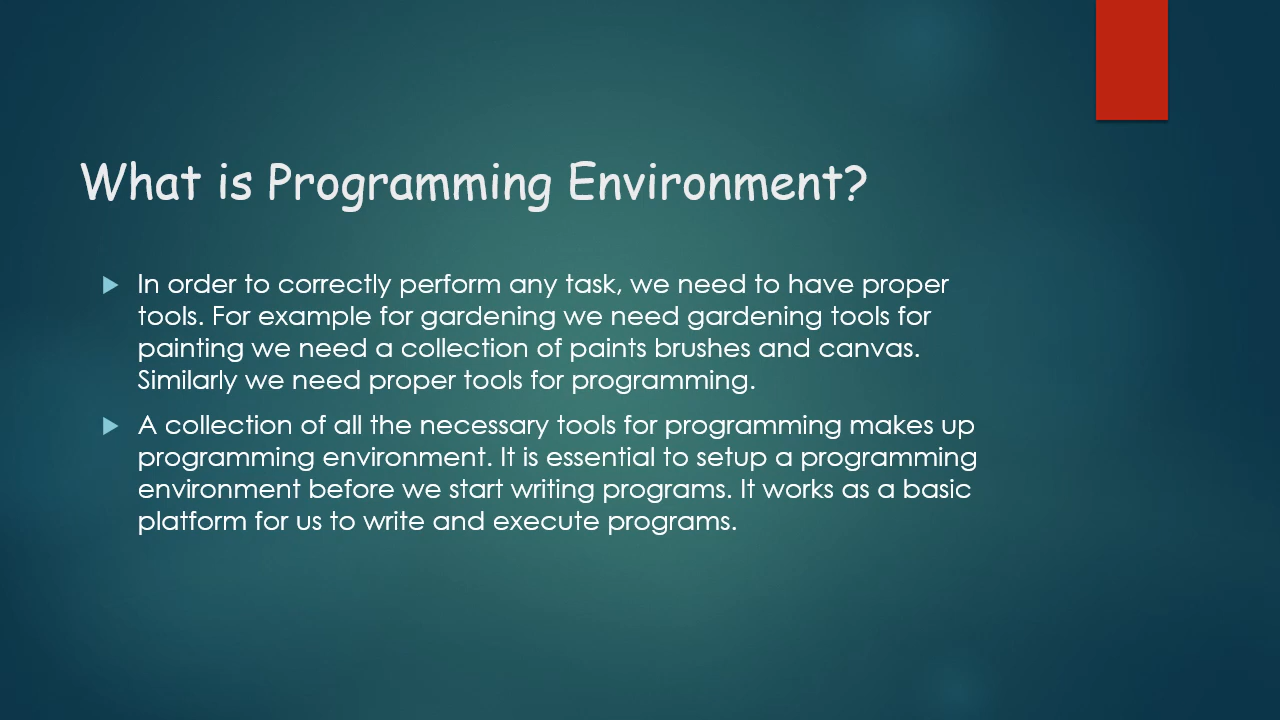 What is Programming Environment?
In order to correctly perform any task, we need to have proper
tools. For example for gardening we need gardening tools for
painting we need a collection of paints brushes and canvas.
Similarly we need proper tools for programming.
A collection of all the necessary tools for programming makes up
programming environment. It is essential to setup a programming
environment before we start writing programs. It works as a basic
platform for us to write and execute programs.